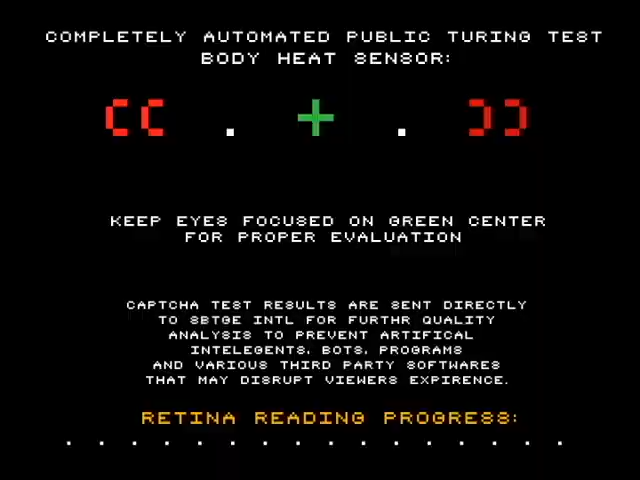 COMPLETELY AUTOMATED PUBLIC TURING TEST
BODY HEAT SENSOR:
(( . + . ))
KEEP EYES FOCUSED ON GREEN CENTER
FOR PROPER EVALUATION
CAPTCHA TEST RESULTS ARE SENT DIRECTLY
TO SBTGE INTL FOR FURTHR QUALITY
ANALYSIS TO PREVENT ARTIFICAL
INTELEGENTS, BOTS, PROGRAMS
AND VARIOUS THIRD PARTY SOFTWARES
THAT MAY DISRUPT VIEWERS EXPIRENCE.
RETINA READING PROGRESS:
. . . . . . . . . . . . . . . .